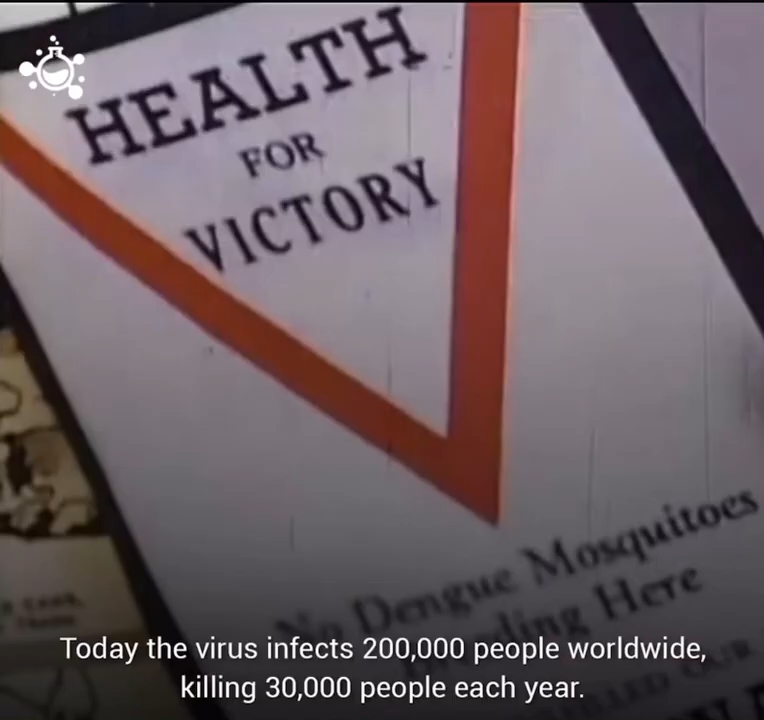 HEALTH
FOR
VICTORY
No Dengue Mosquitoes
Here
Today the virus infects 200,000 people worldwide,
killing 30,000 people each year.